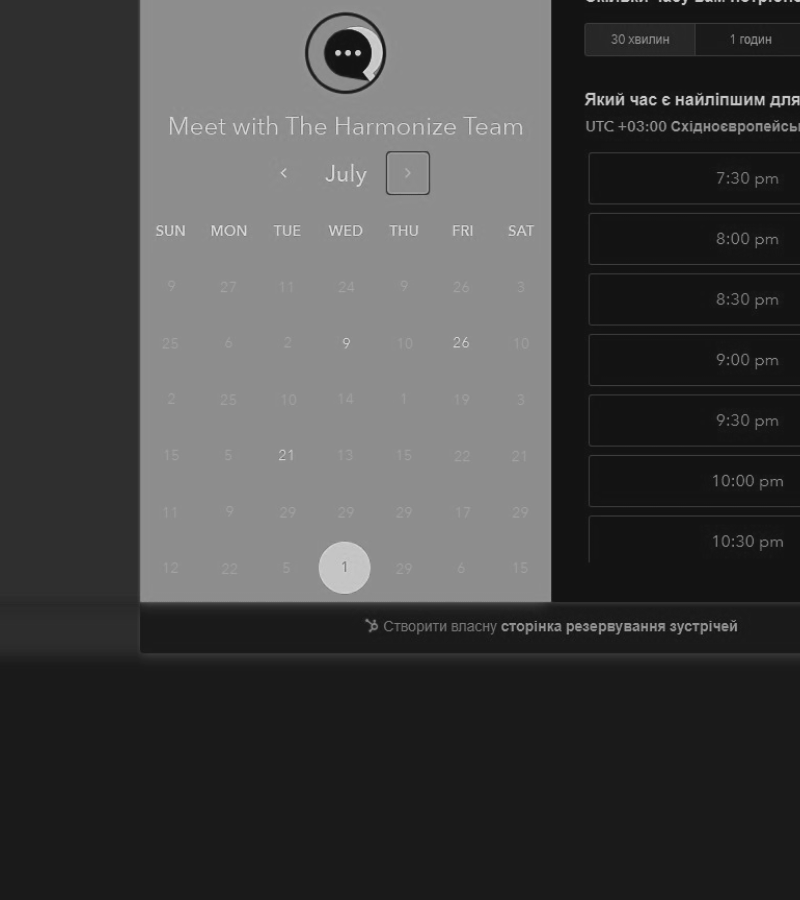 Meet with The Harmonize Team
July
SUN MON TUE WED THU FRI SAT
9 27 11 24 9 26 3
25 6 2 9 10 26 10
2 25 10 14 1 19 3
15 5 21 13 15 22 21
11 9 29 29 29 17 29
12 22 5 1 29 6 15
30 хвилин 1 годин
Який час є найліпшим для
UTC +03:00 Східноєвропейсь
7:30 pm
8:00 pm
8:30 pm
9:00 pm
9:30 pm
10:00 pm
10:30 pm
Створити власну сторінка резервування зустрічей